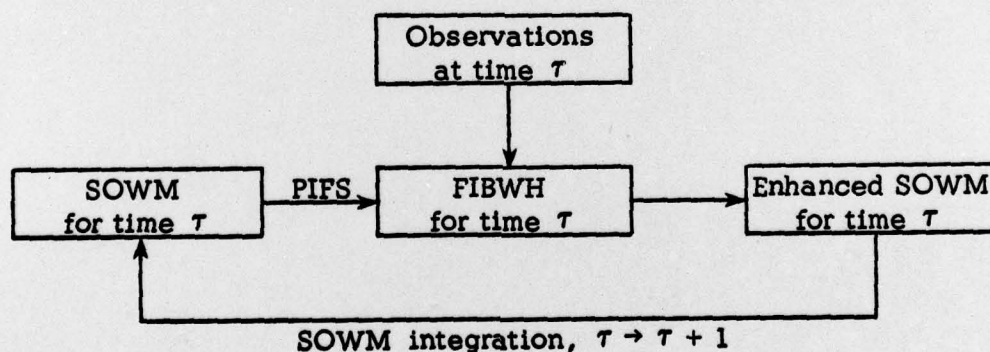 Observations
at time τ
SOWM
for time τ
PIFS
FIBWH
for time τ
Enhanced SOWM
for time τ
SOWM integration, τ → τ + 1